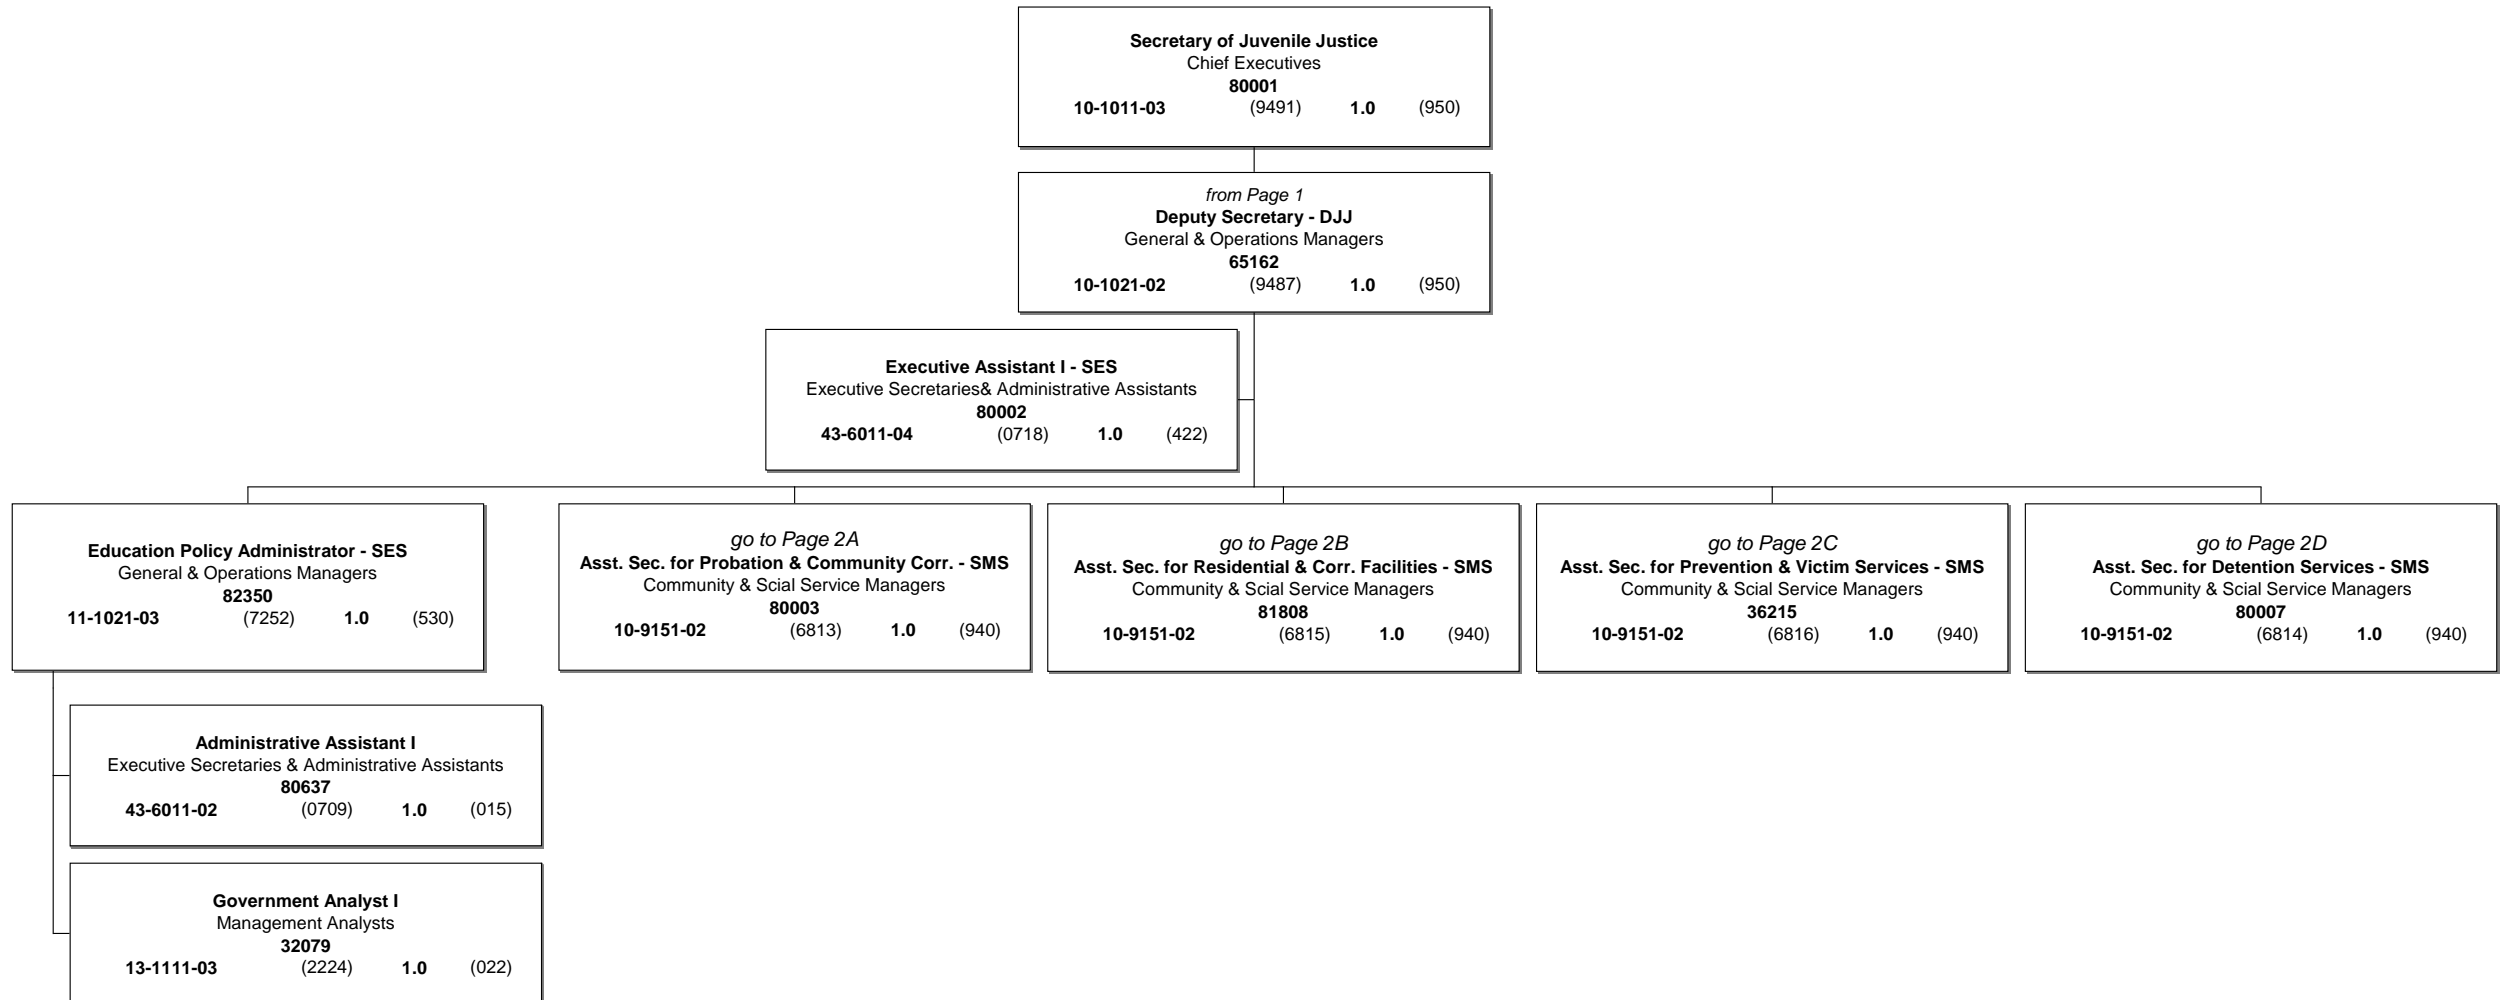 Secretary of Juvenile Justice
Chief Executives
80001
10-1011-03 (9491) 1.0 (950)
from Page 1
Deputy Secretary - DJJ
General & Operations Managers
65162
10-1021-02 (9487) 1.0 (950)
Executive Assistant I - SES
Executive Secretaries& Administrative Assistants
80002
43-6011-04 (0718) 1.0 (422)
Education Policy Administrator - SES
General & Operations Managers
82350
11-1021-03 (7252) 1.0 (530)
go to Page 2A
Asst. Sec. for Probation & Community Corr. - SMS
Community & Scial Service Managers
80003
10-9151-02 (6813) 1.0 (940)
go to Page 2B
Asst. Sec. for Residential & Corr. Facilities - SMS
Community & Scial Service Managers
81808
10-9151-02 (6815) 1.0 (940)
go to Page 2C
Asst. Sec. for Prevention & Victim Services - SMS
Community & Scial Service Managers
36215
10-9151-02 (6816) 1.0 (940)
go to Page 2D
Asst. Sec. for Detention Services - SMS
Community & Scial Service Managers
80007
10-9151-02 (6814) 1.0 (940)
Administrative Assistant I
Executive Secretaries & Administrative Assistants
80637
43-6011-02 (0709) 1.0 (015)
Government Analyst I
Management Analysts
32079
13-1111-03 (2224) 1.0 (022)